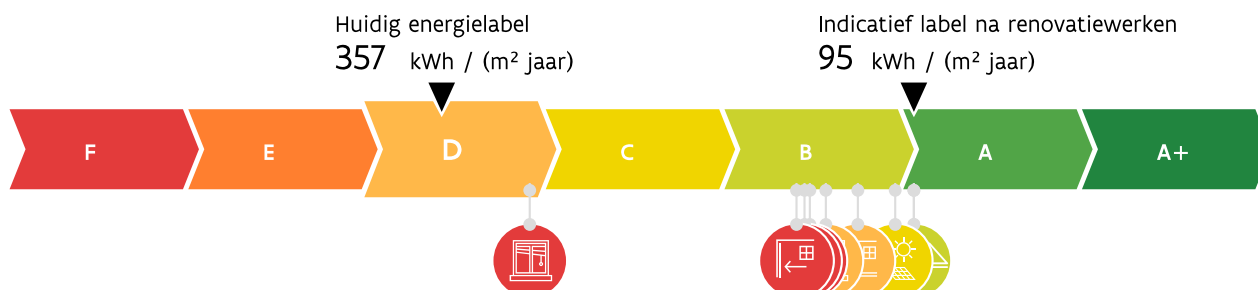 Huidig energielabel
357 kWh / (m² jaar)
Indicatief label na renovatiewerken
95 kWh / (m² jaar)
F E D C B A A+